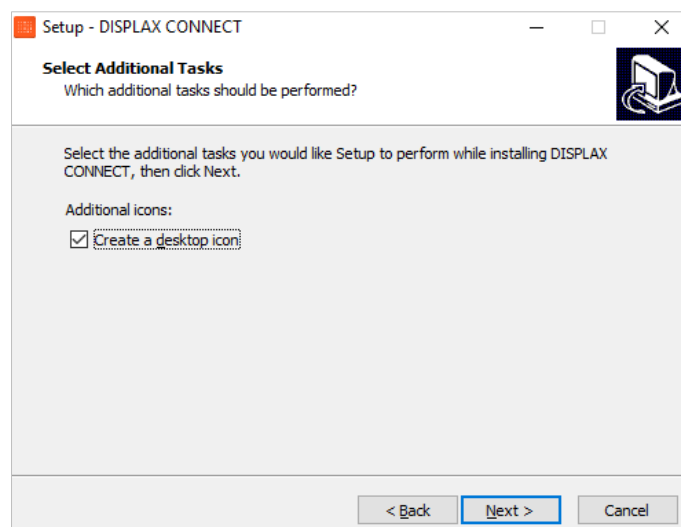 Setup - DISPLAX CONNECT
Select Additional Tasks
Which additional tasks should be performed?
Select the additional tasks you would like Setup to perform while installing DISPLAX
CONNECT, then click Next.
Additional icons:
Create a desktop icon
< Back
Next >
Cancel